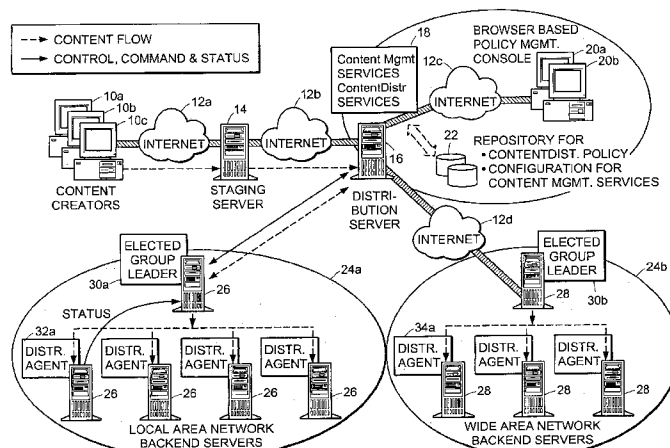 CONTENT FLOW
CONTROL, COMMAND & STATUS
10a
10b
10c
CONTENT
CREATORS
12a
INTERNET
14
STAGING
SERVER
12b
INTERNET
18
Content Mgmt
SERVICES
ContentDistr
SERVICES
16
DISTRI-
BUTION
SERVER
12c
INTERNET
BROWSER BASED
POLICY MGMT.
CONSOLE
20a
20b
22
REPOSITORY FOR
• CONTENTDIST. POLICY
• CONFIGURATION FOR
CONTENT MGMT. SERVICES
12d
INTERNET
ELECTED
GROUP
LEADER
30a
26
24a
STATUS
32a
DISTR.
AGENT
26
DISTR.
AGENT
26
DISTR.
AGENT
26
DISTR.
AGENT
26
LOCAL AREA NETWORK
BACKEND SERVERS
ELECTED
GROUP
LEADER
30b
28
24b
34a
DISTR.
AGENT
28
DISTR.
AGENT
28
DISTR.
AGENT
28
WIDE AREA NETWORK
BACKEND SERVERS